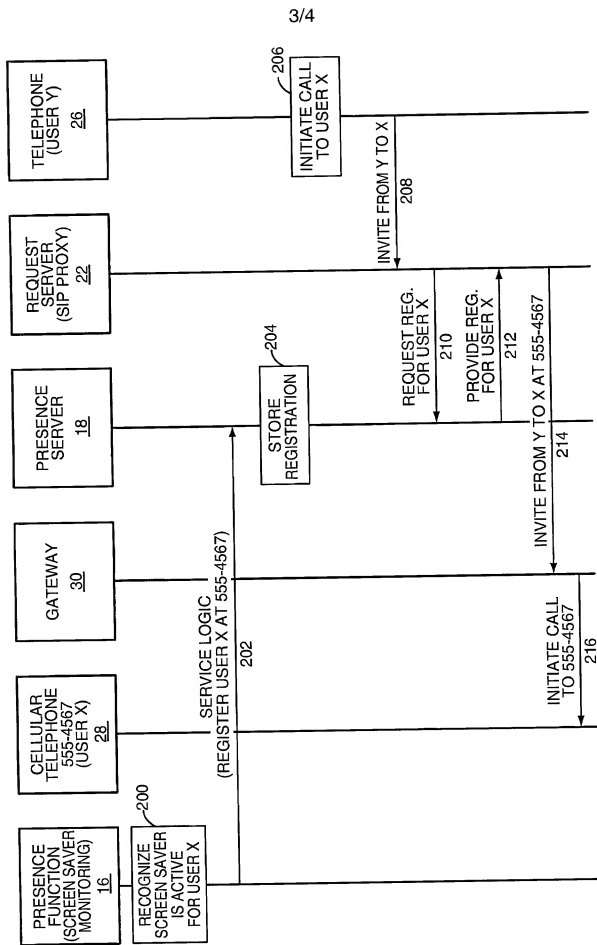 3/4
PRESENCE
FUNCTION
(SCREEN SAVER
MONITORING)
16
CELLULAR
TELEPHONE
555-4567
(USER X)
28
GATEWAY
30
PRESENCE
SERVER
18
REQUEST
SERVER
(SIP PROXY)
22
TELEPHONE
(USER Y)
26
RECOGNIZE
SCREEN SAVER
IS ACTIVE
FOR USER X
200
SERVICE LOGIC
(REGISTER USER X AT 555-4567)
202
STORE
REGISTRATION
204
INITIATE CALL
TO USER X
206
INVITE FROM Y TO X
208
REQUEST REG.
FOR USER X
210
PROVIDE REG.
FOR USER X
212
INVITE FROM Y TO X AT 555-4567
214
INITIATE CALL
TO 555-4567
216